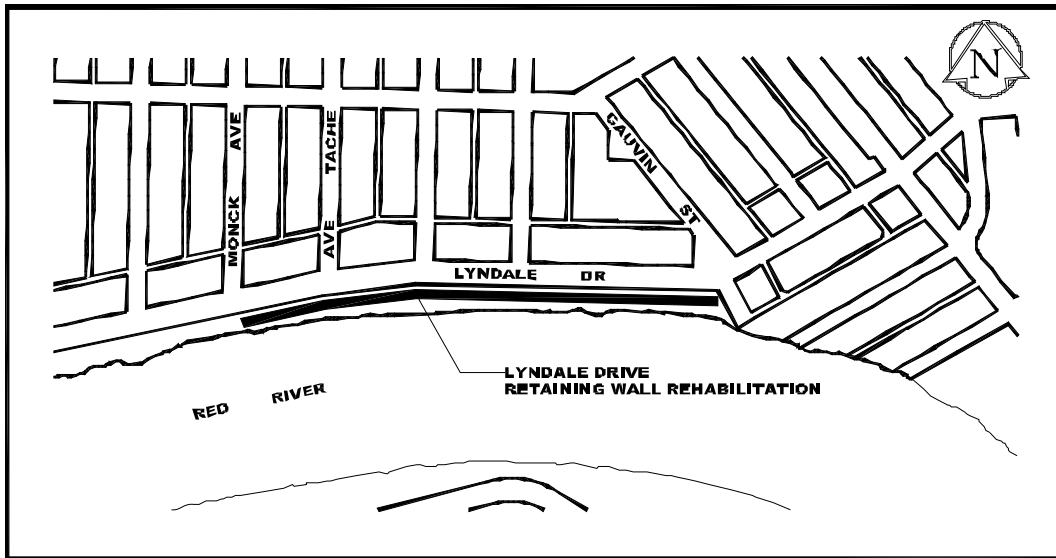 N
MONCK AVE
TACHE AVE
GAUVIN ST
LYNDALE DR
LYNDALE DRIVE
RETAINING WALL REHABILITATION
RED RIVER